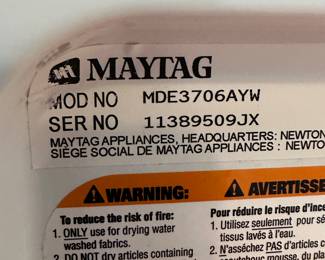 MAYTAG
MOD NO MDE3706AYW
SER NO 11389509JX
MAYTAG APPLIANCES, HEADQUARTERS: NEWTON
SIÈGE SOCIAL DE MAYTAG APPLIANCES : NEWTO
WARNING:
To reduce the risk of fire:
1. ONLY use for drying water
washed fabrics.
2. DO NOT dry articles containing
AVERTISSE
Pour réduire le risque d'ince
1. Utilisez seulement pour sé
tissus lavés à l'eau.
2. N'asséchez PAS d'articles c